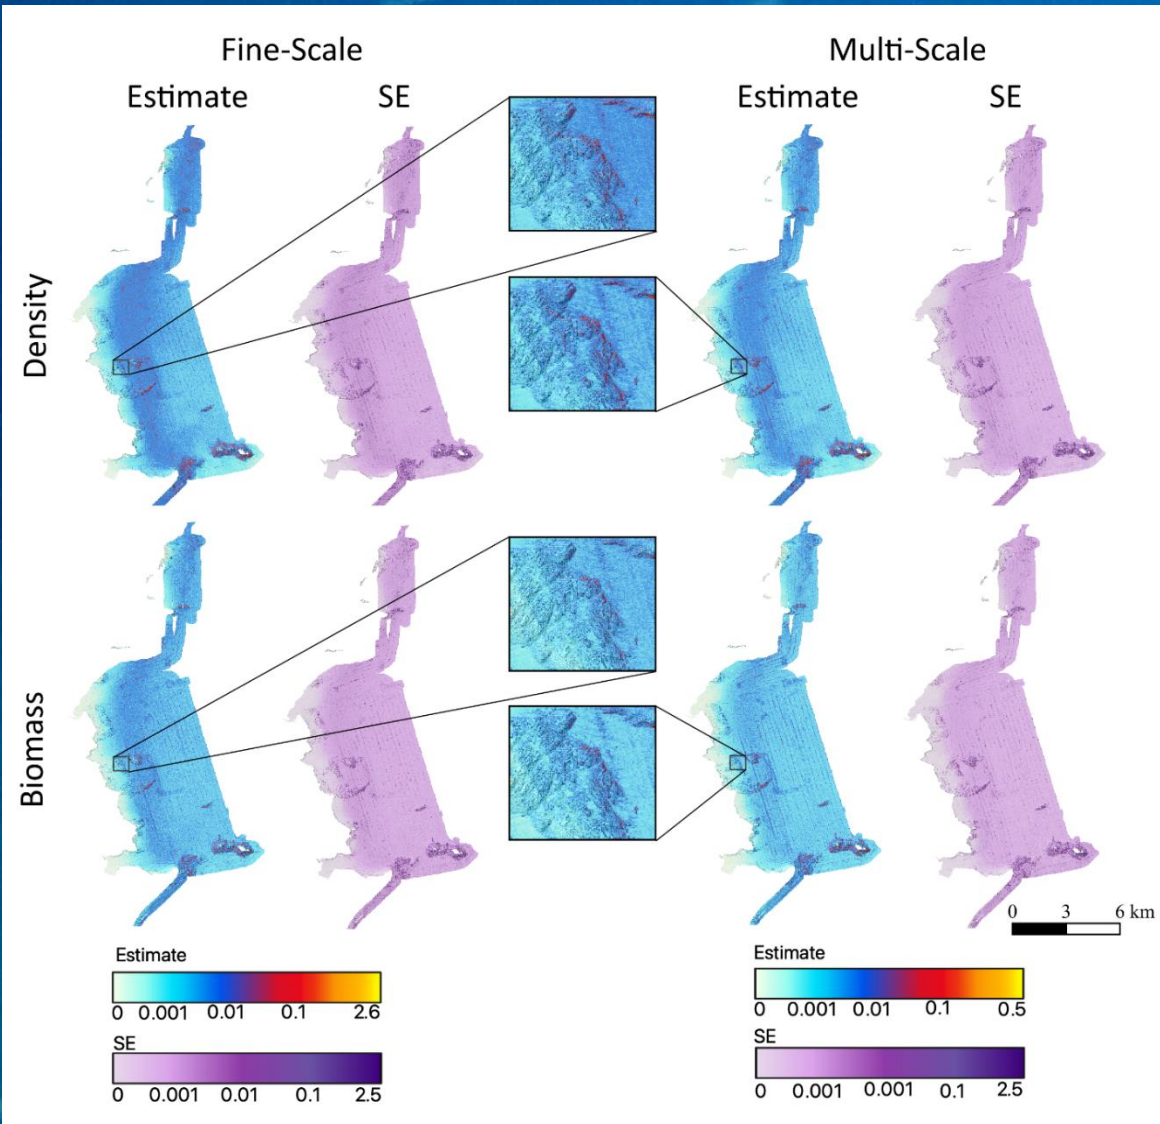 Fine-Scale
Multi-Scale
Estimate SE Estimate SE
Density
Biomass
0 3 6 km
Estimate
0 0.001 0.01 0.1 2.6
SE
0 0.001 0.01 0.1 2.5
Estimate
0 0.001 0.01 0.1 0.5
SE
0 0.001 0.001 0.1 2.5